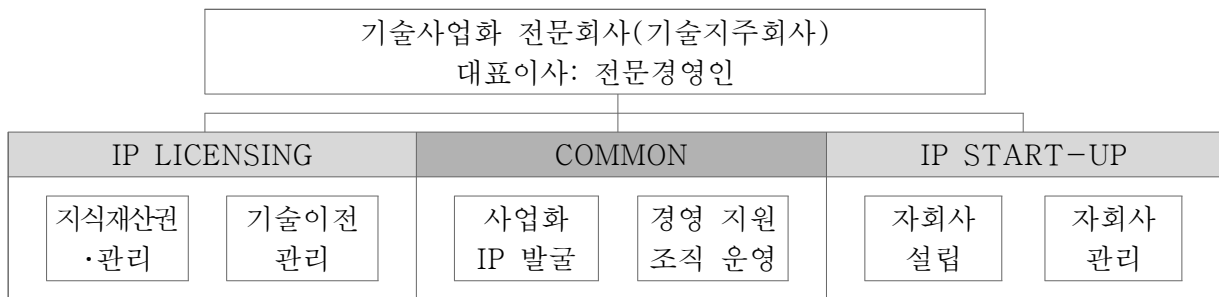 기술사업화 전문회사(기술지주회사)
대표이사: 전문경영인
IP LICENSING
COMMON
IP START-UP
지식재산권
·관리
기술이전
관리
사업화
IP 발굴
경영 지원
조직 운영
자회사
설립
자회사
관리